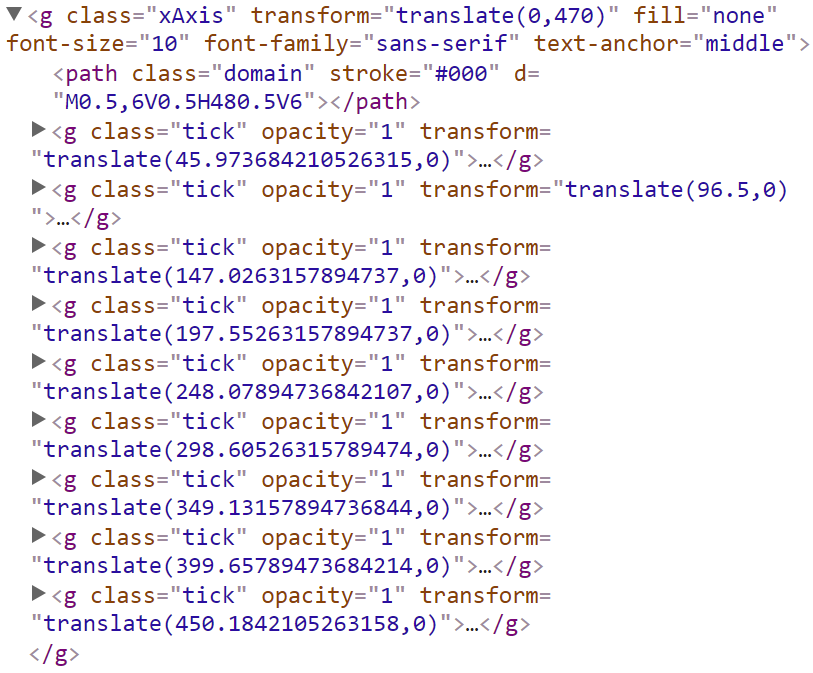 ▼<g class="xAxis" transform="translate(0,470)" fill="none"
font-size="10" font-family="sans-serif" text-anchor="middle">
<path class="domain" stroke="#000" d=
"M0.5,6V0.5H480.5V6"></path>
▶<g class="tick" opacity="1" transform=
"translate(45.973684210526315,0)">…</g>
▶<g class="tick" opacity="1" transform="translate(96.5,0)
">…</g>
▶<g class="tick" opacity="1" transform=
"translate(147.0263157894737,0)">…</g>
▶<g class="tick" opacity="1" transform=
"translate(197.55263157894737,0)">…</g>
▶<g class="tick" opacity="1" transform=
"translate(248.07894736842107,0)">…</g>
▶<g class="tick" opacity="1" transform=
"translate(298.60526315789474,0)">…</g>
▶<g class="tick" opacity="1" transform=
"translate(349.13157894736844,0)">…</g>
▶<g class="tick" opacity="1" transform=
"translate(399.65789473684214,0)">…</g>
▶<g class="tick" opacity="1" transform=
"translate(450.1842105263158,0)">…</g>
</g>